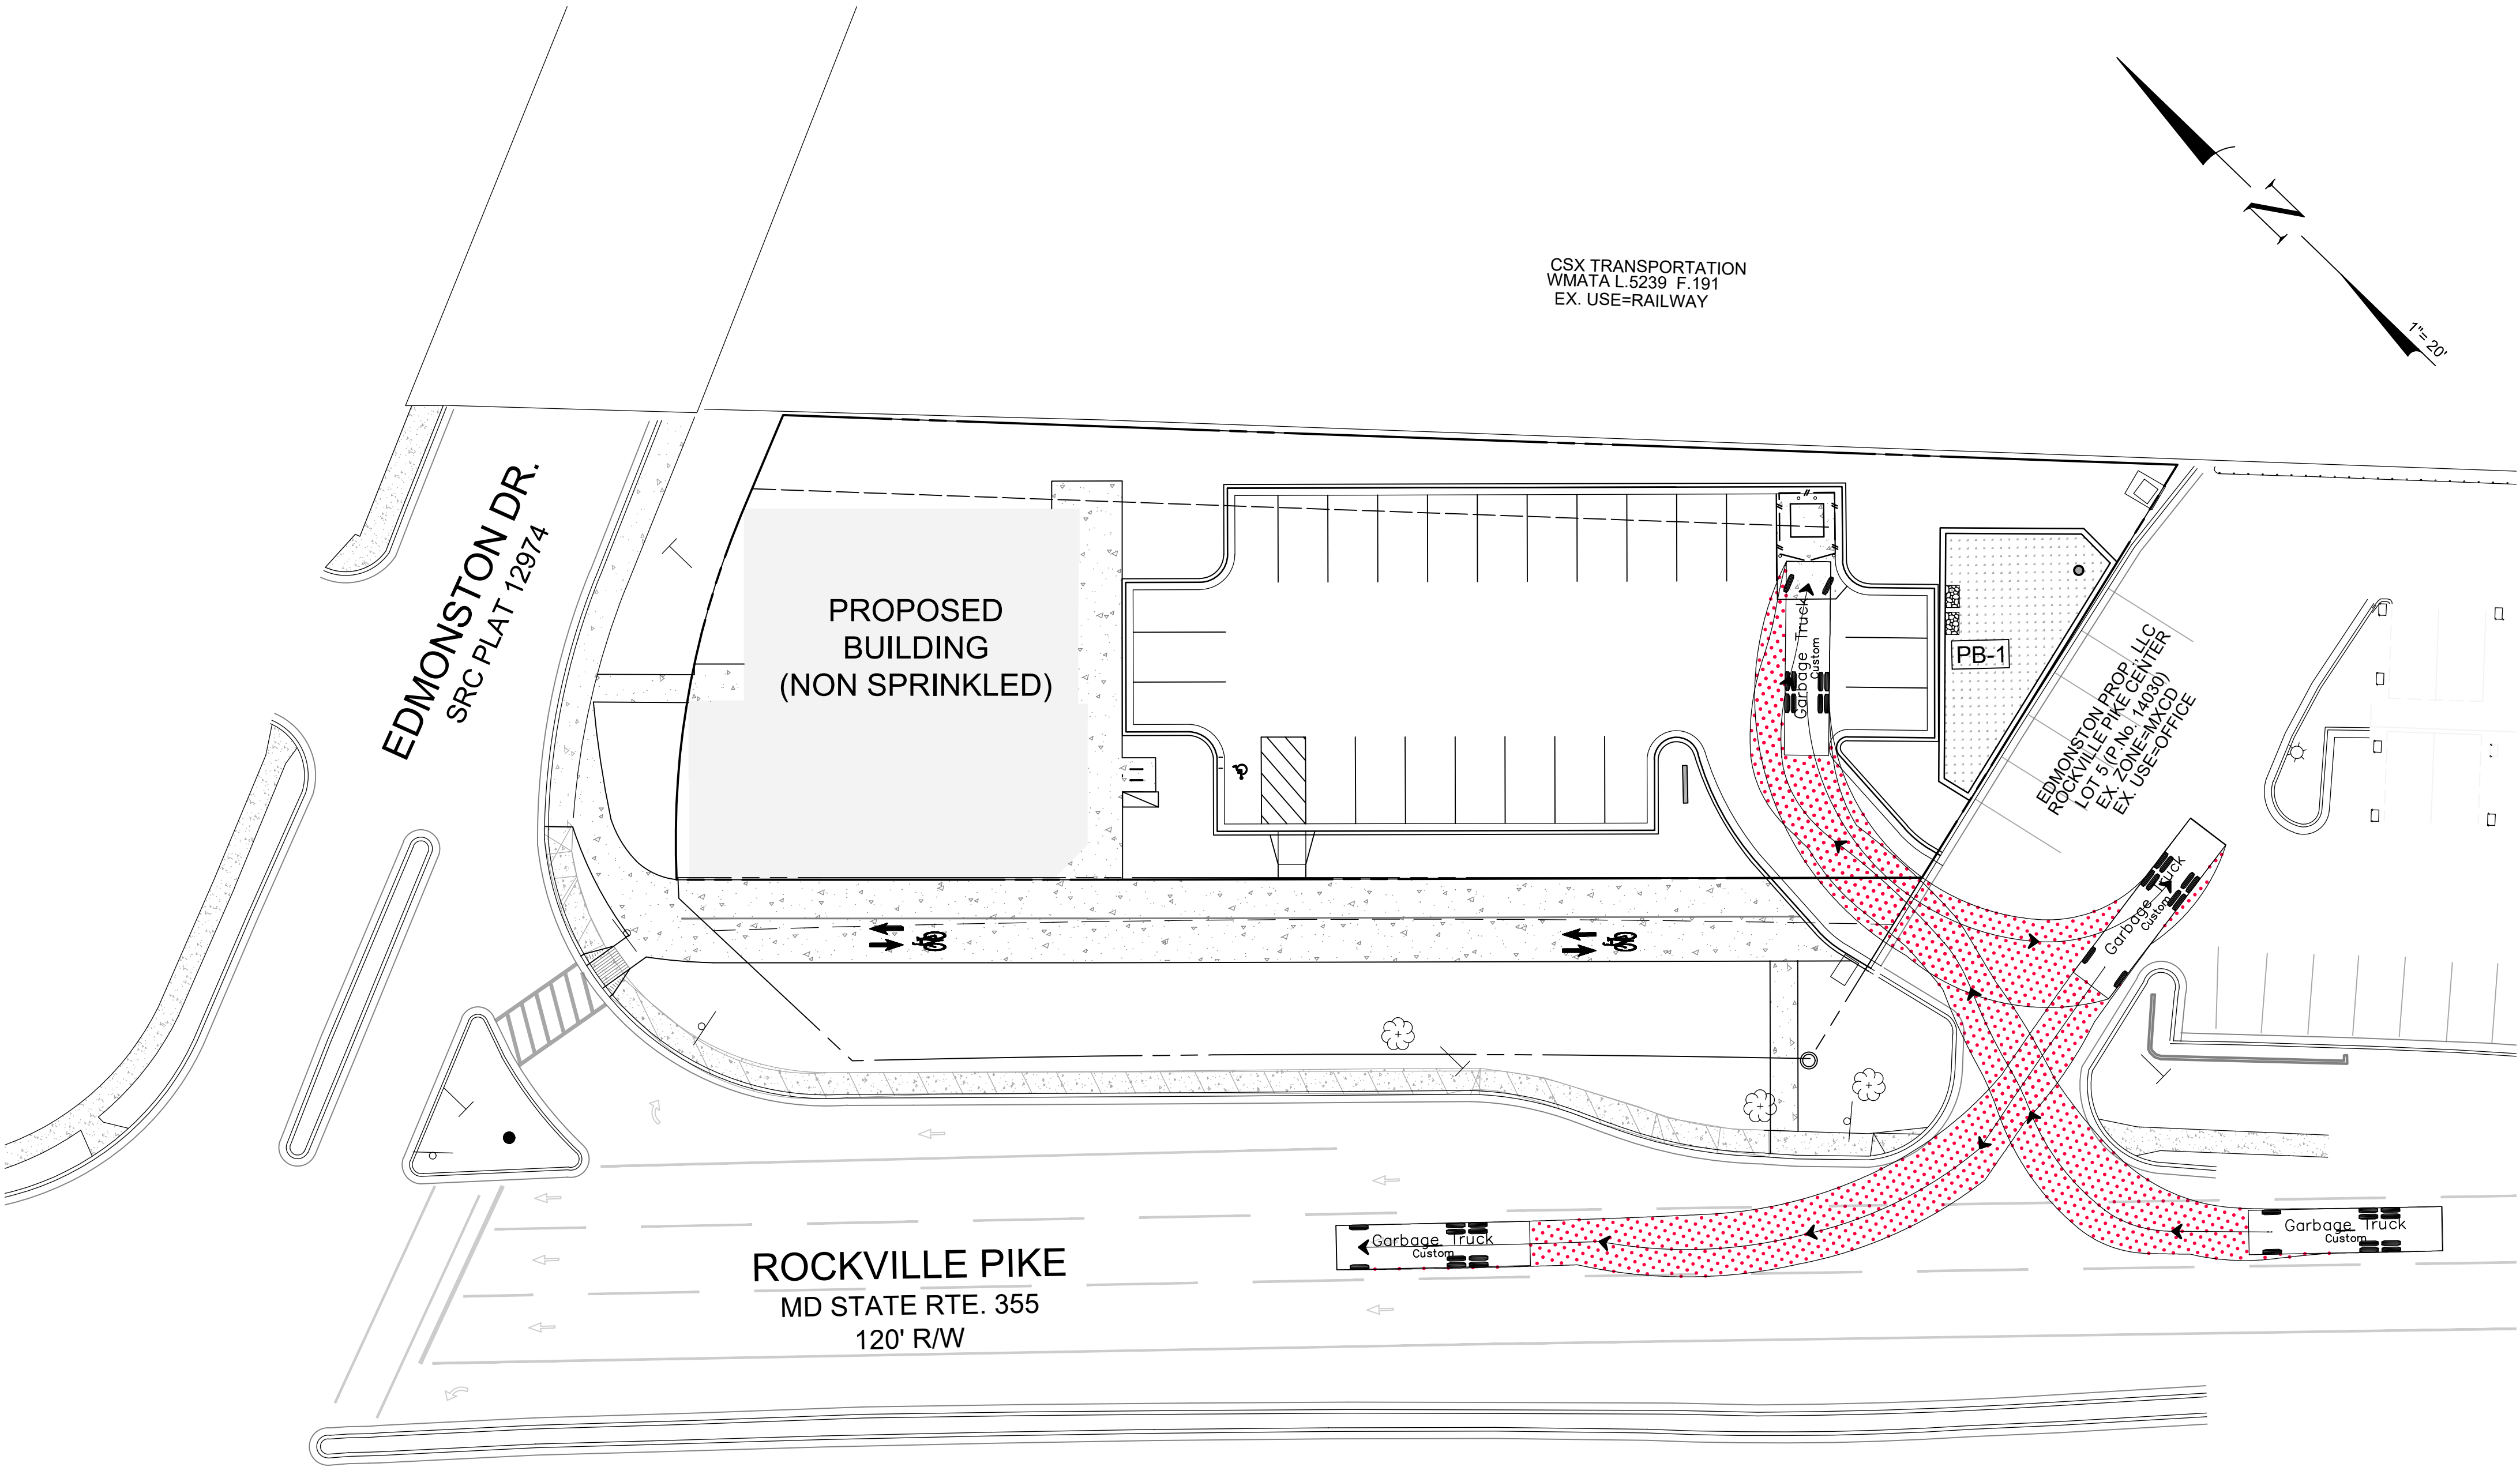 N
1"= 20'
CSX TRANSPORTATION
WMATA L.5239 F.191
EX. USE=RAILWAY
EDMONSTON DR.
SRC PLAT 12974
PROPOSED
BUILDING
(NON SPRINKLED)
Garbage Truck
Custom
PB-1
EDMONSTON PROP., LLC
ROCKVILLE PIKE CENTER
LOT 5 (P.No. 14030)
EX. ZONE=MXCD
EX. USE=OFFICE
Garbage Truck
Custom
Garbage Truck
Custom
Garbage Truck
Custom
ROCKVILLE PIKE
MD STATE RTE. 355
120' R/W